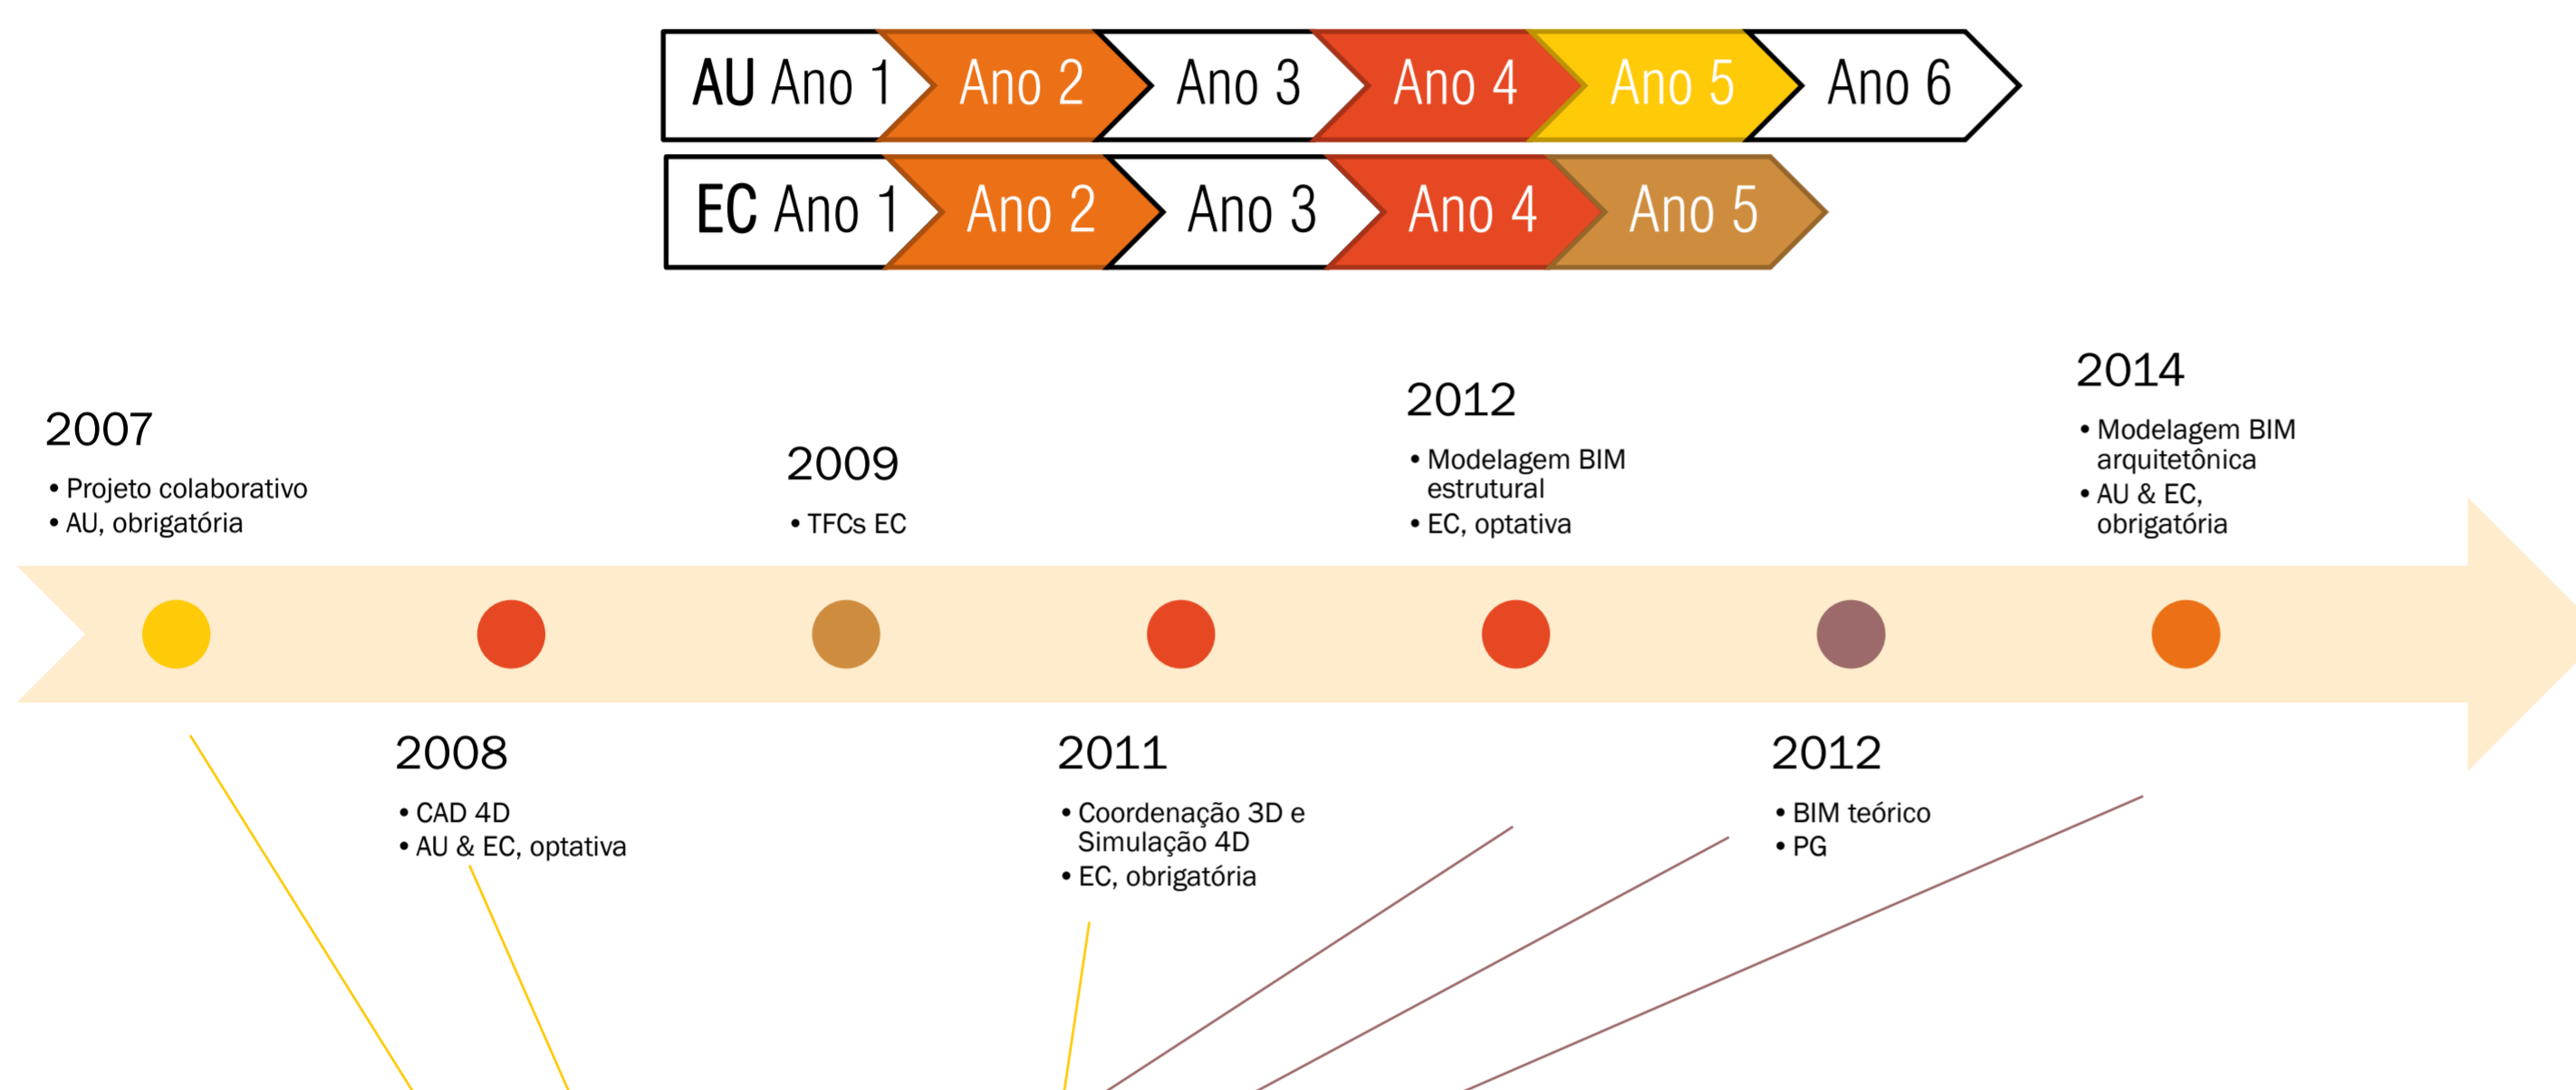 AU Ano 1 Ano 2 Ano 3 Ano 4 Ano 5 Ano 6
EC Ano 1 Ano 2 Ano 3 Ano 4 Ano 5
2007
• Projeto colaborativo
• AU, obrigatória
2008
• CAD 4D
• AU & EC, optativa
2009
• TFCs EC
2011
• Coordenação 3D e
Simulação 4D
• EC, obrigatória
2012
• Modelagem BIM
estrutural
• EC, optativa
2012
• BIM teórico
• PG
2014
• Modelagem BIM
arquitetônica
• AU & EC,
obrigatória